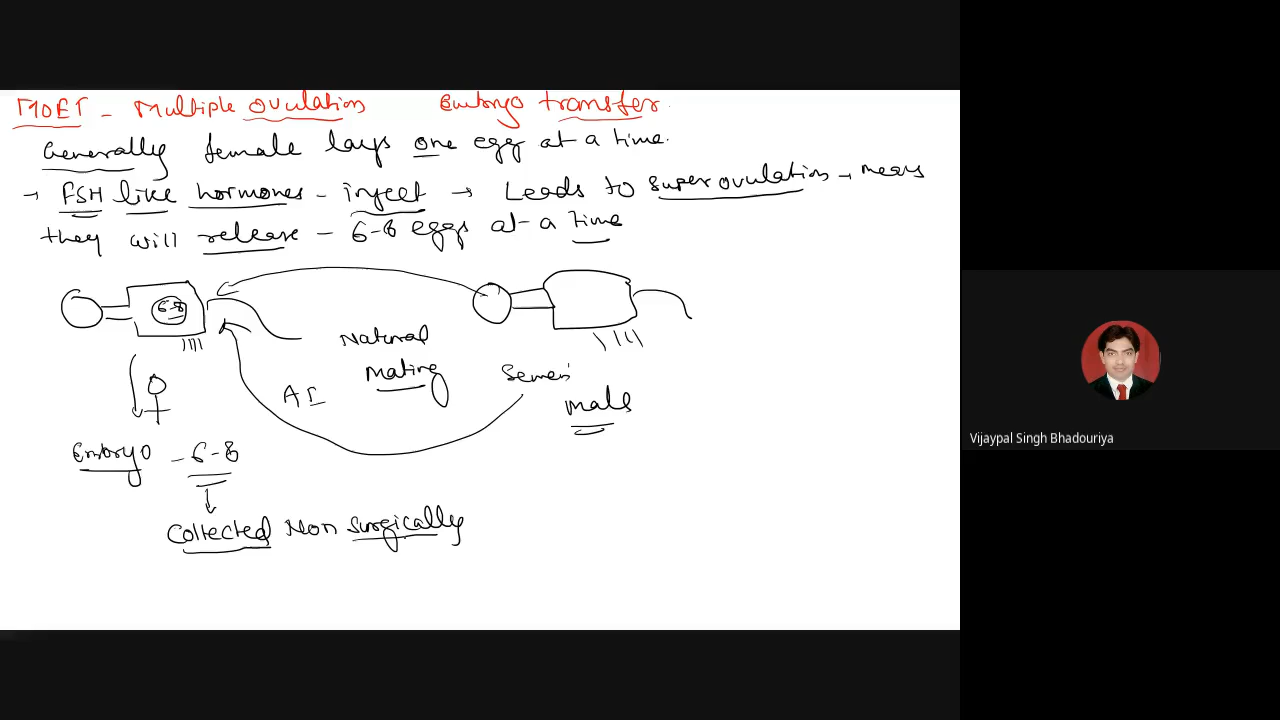 MOET - Multiple ovulation Embryo transfer.
Generally female lays one egg at a time.
→ FSH like hormones - inject → Leads to super ovulation → means
they will release - 6-8 eggs at a time
6-8
Natural
Mating
AI
Semen
male
Embryo - 6-8
Collected Non surgically
Vijaypal Singh Bhadouriya